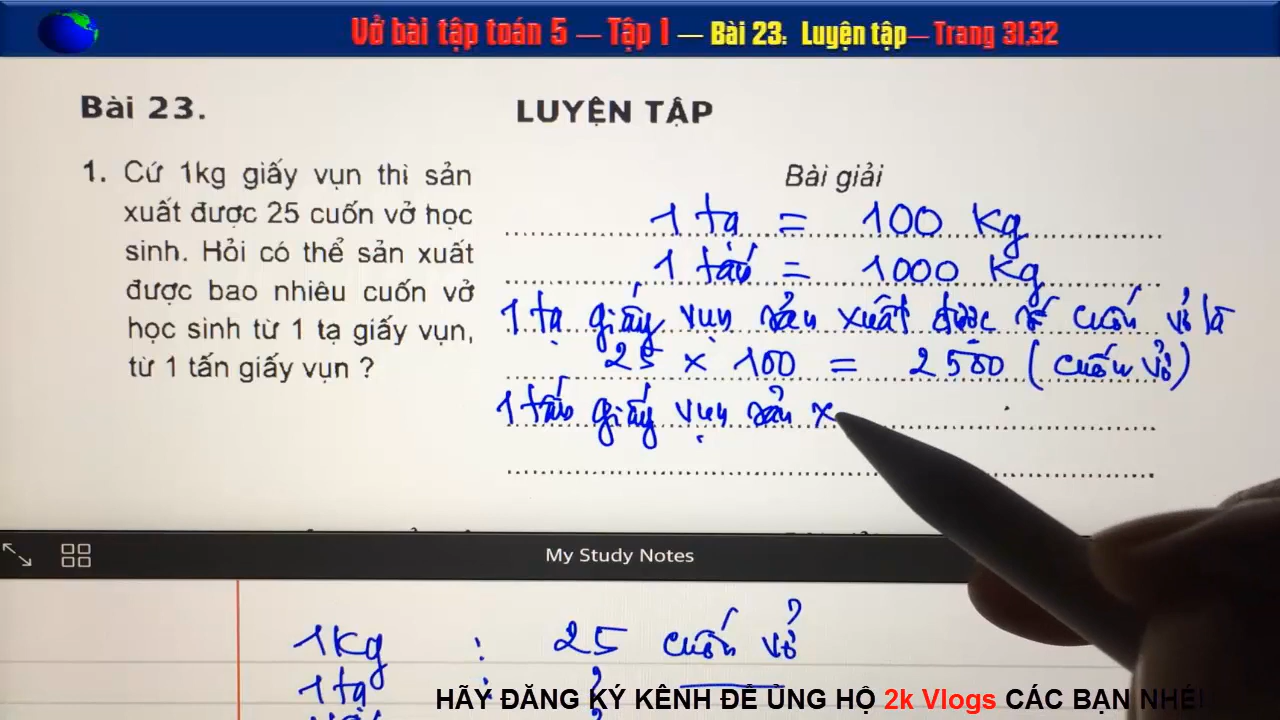 Vở bài tập toán 5 – Tập 1 – Bài 23: Luyện tập – Trang 31,32
Bài 23. LUYỆN TẬP
1. Cứ 1kg giấy vụn thì sản
xuất được 25 cuốn vở học
sinh. Hỏi có thể sản xuất
được bao nhiêu cuốn vở
học sinh từ 1 tạ giấy vụn,
từ 1 tấn giấy vụn ?
Bài giải
1 tạ = 100 kg
1 tấn = 1000 kg
1 tạ giấy vụn sản xuất được số cuốn vở là
25 x 100 = 2500 (cuốn vở)
1 tấn giấy vụn sản x
My Study Notes
1kg : 25 cuốn vở
1 tạ : ?
HÃY ĐĂNG KÝ KÊNH ĐỂ ỦNG HỘ 2k Vlogs CÁC BẠN NHÉ!